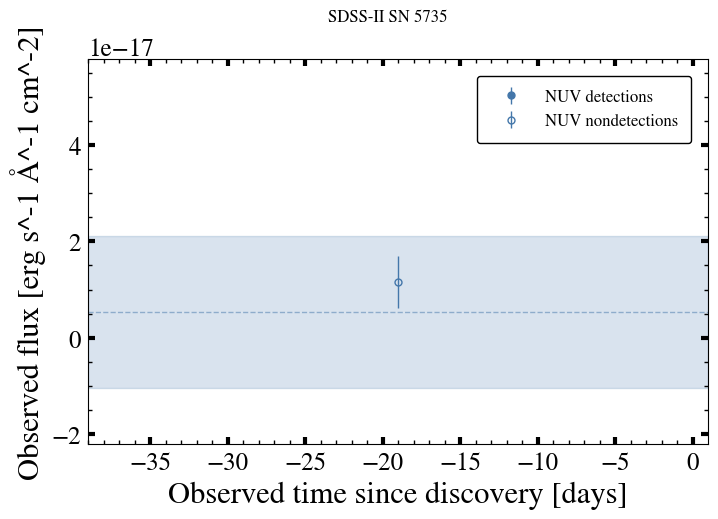 SDSS-II SN 5735
1e−17
NUV detections
NUV nondetections
4
2
0
−2
Observed flux [erg s^-1 Å^-1 cm^-2]
−35 −30 −25 −20 −15 −10 −5 0
Observed time since discovery [days]